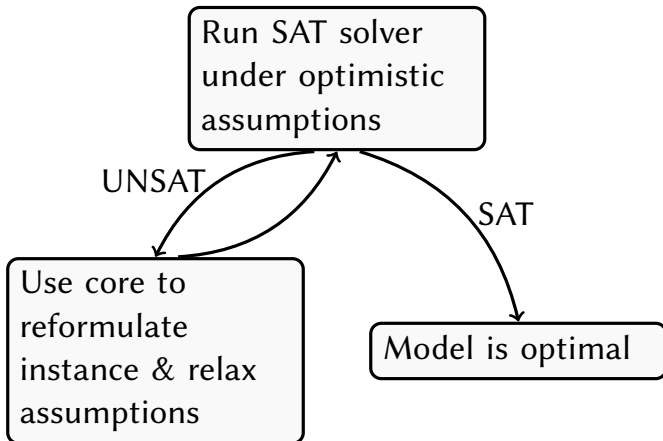 Run SAT solver
under optimistic
assumptions
UNSAT
SAT
Use core to
reformulate
instance & relax
assumptions
Model is optimal